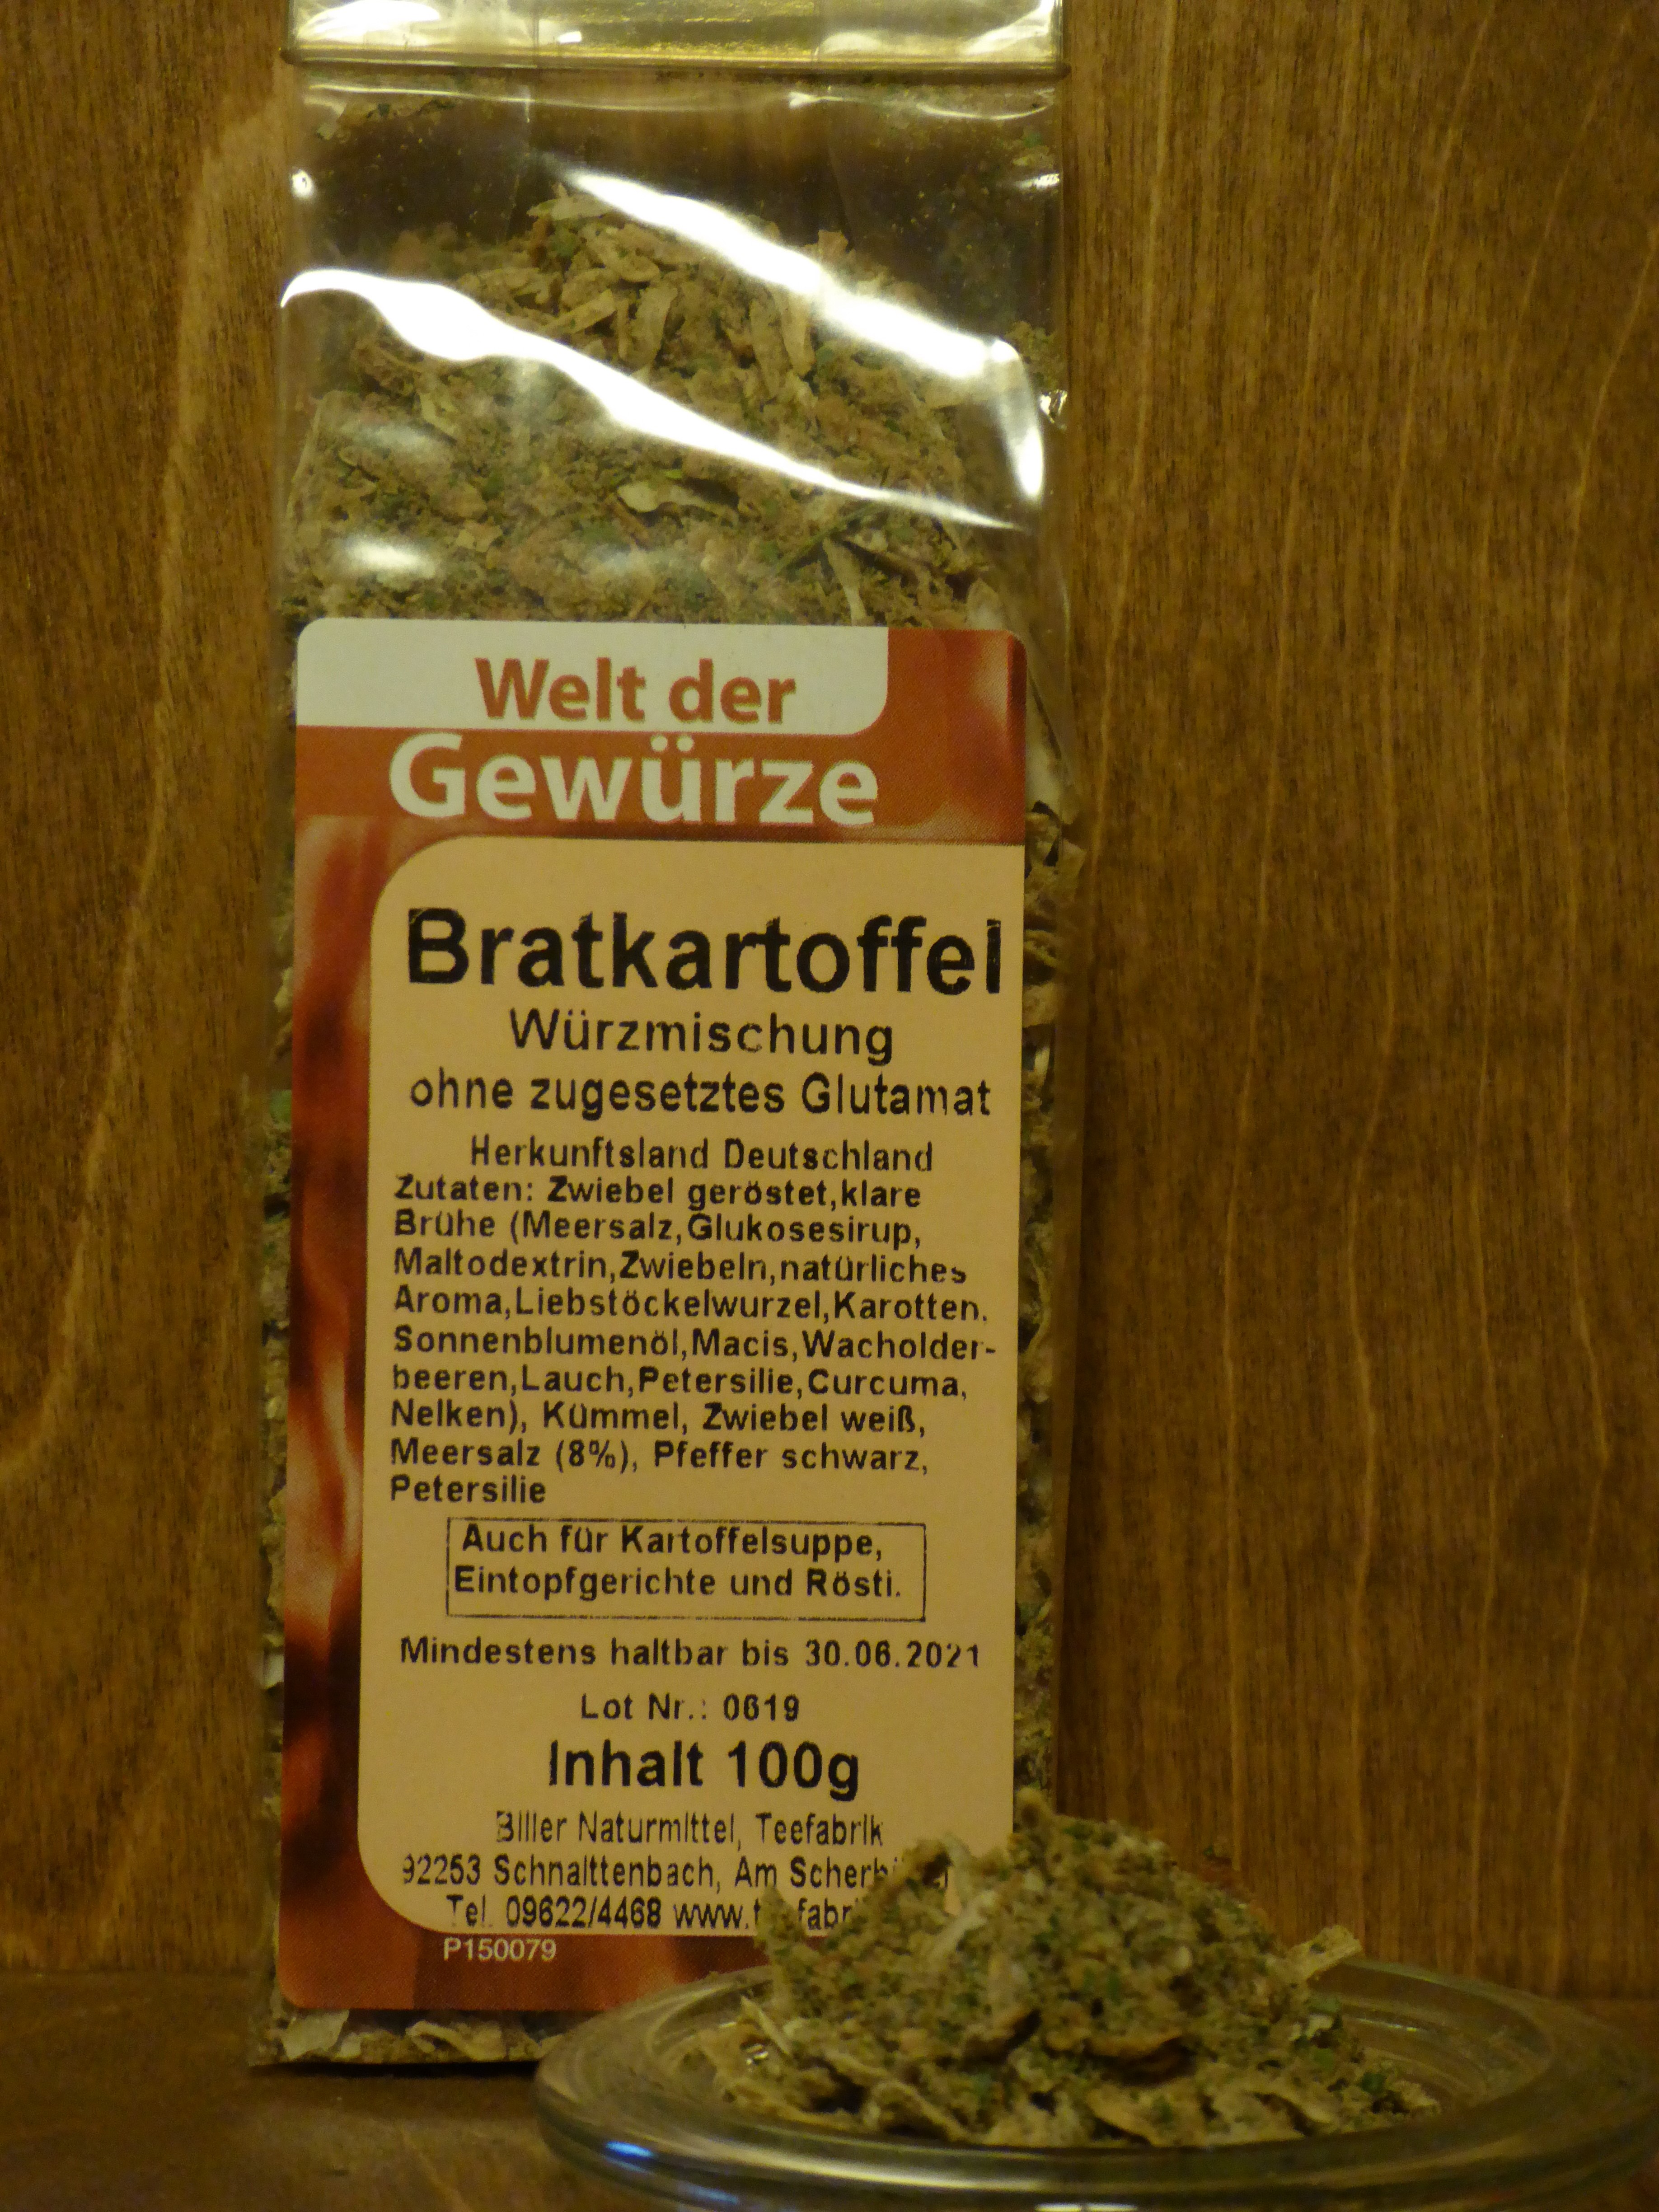 Welt der
Gewürze
Bratkartoffel
Würzmischung
ohne zugesetztes Glutamat
Herkunftsland Deutschland
Zutaten: Zwiebel geröstet,klare
Brühe (Meersalz,Glukosesirup,
Maltodextrin,Zwiebeln,natürliches
Aroma,Liebstöckelwurzel,Karotten.
Sonnenblumenöl,Macis,Wacholder-
beeren,Lauch,Petersilie,Curcuma,
Nelken), Kümmel, Zwiebel weiß,
Meersalz (8%), Pfeffer schwarz,
Petersilie
Auch für Kartoffelsuppe,
Eintopfgerichte und Rösti.
Mindestens haltbar bis 30.06.2021
Lot Nr.: 0619
Inhalt 100g
Biller Naturmittel, Teefabrik
92253 Schnaittenbach, Am
Tel. 09622/4468
P150079